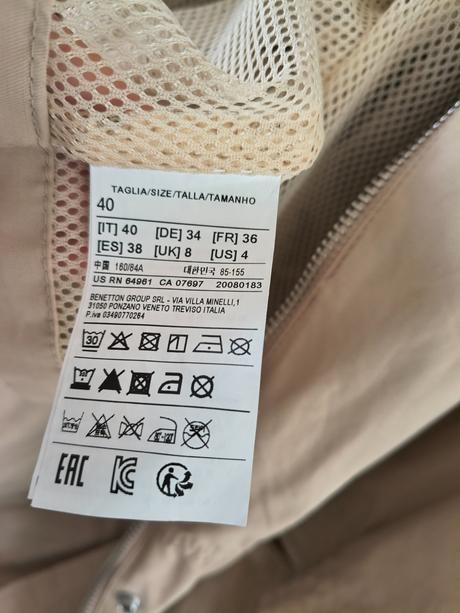 TAGLIA/SIZE/TALLA/TAMANHO
40
[IT] 40 [DE] 34 [FR] 36
[ES] 38 [UK] 8 [US] 4
中国 160/84A 대한민국 85-155
US RN 64961 CA 07697 20080183
BENETTON GROUP SRL - VIA VILLA MINELLI,1
31050 PONZANO VENETO TREVISO ITALIA
P.iva 03490770264
30
EAC